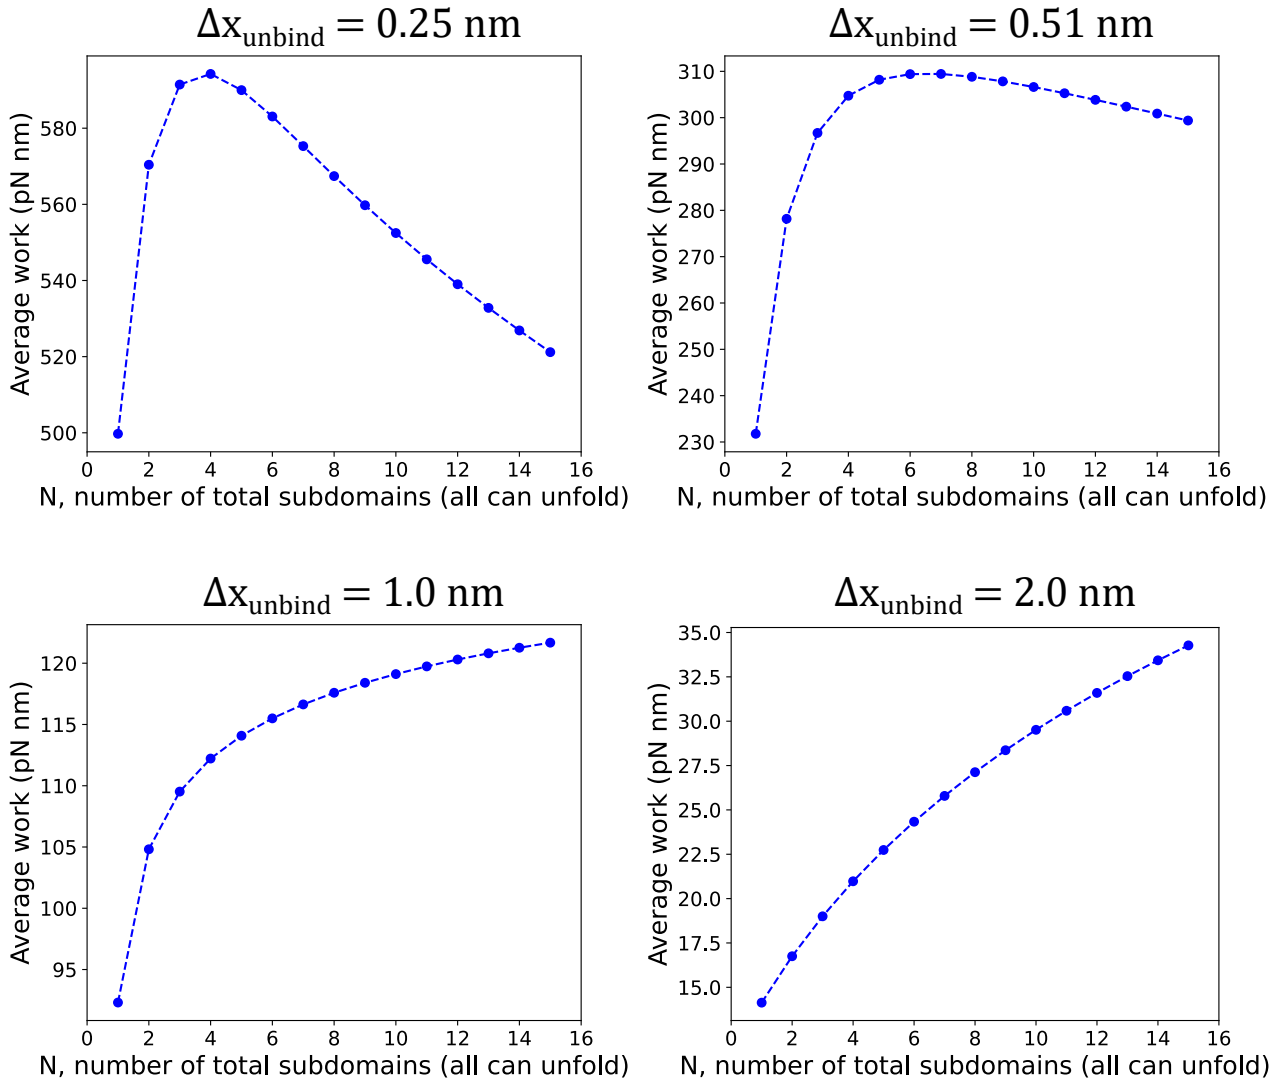 Δx_unbind = 0.25 nm
Average work (pN nm)
580
560
540
520
500
0 2 4 6 8 10 12 14 16
N, number of total subdomains (all can unfold)
Δx_unbind = 0.51 nm
Average work (pN nm)
310
300
290
280
270
260
250
240
230
0 2 4 6 8 10 12 14 16
N, number of total subdomains (all can unfold)
Δx_unbind = 1.0 nm
Average work (pN nm)
120
115
110
105
100
95
0 2 4 6 8 10 12 14 16
N, number of total subdomains (all can unfold)
Δx_unbind = 2.0 nm
Average work (pN nm)
35.0
32.5
30.0
27.5
25.0
22.5
20.0
17.5
15.0
0 2 4 6 8 10 12 14 16
N, number of total subdomains (all can unfold)